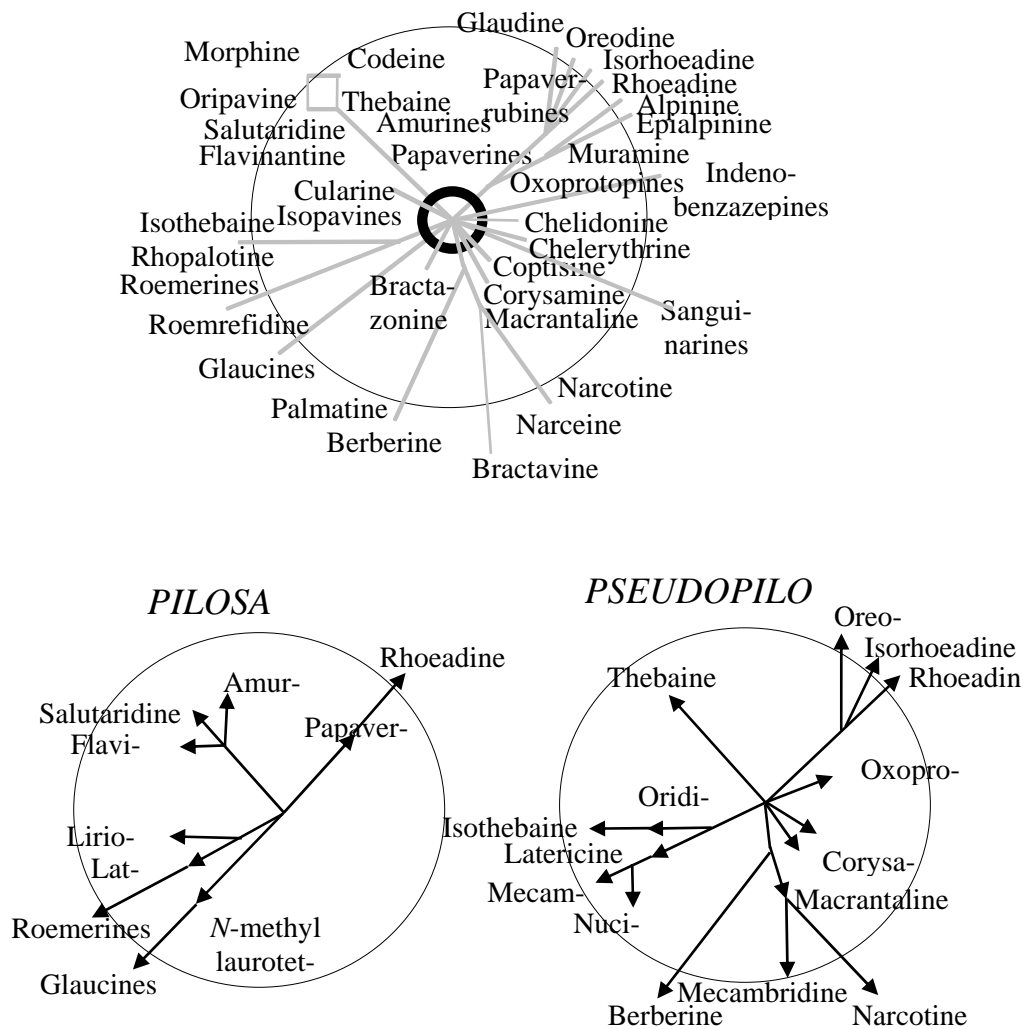 Glaudine
Oreodine
Morphine
Codeine
Isorhoeadine
Papaver-
Rhoeadine
Oripavine
Thebaine
rubines
Alpinine
Salutaridine
Amurines
Epialpinine
Flavinantine
Papaverines
Muramine
Cularine
Oxoprotopines
Indeno-
benzazepines
Isothebaine
Isopavines
Chelidonine
Rhopalotine
Chelerythrine
Roemerines
Bracta-
zonine
Coptisine
Corysamine
Roemrefidine
Macrantaline
Sangui-
narines
Glaucines
Narcotine
Palmatine
Narceine
Berberine
Bractavine
PILOSA
Rhoeadine
Amur-
Salutaridine
Papaver-
Flavi-
Lirio-
Lat-
Roemerines
N-methyl
laurotet-
Glaucines
PSEUDOPILO
Oreo-
Isorhoeadine
Thebaine
Rhoeadin
Oxopro-
Oridi-
Isothebaine
Latericine
Corysa-
Mecam-
Macrantaline
Nuci-
Mecambridine
Berberine
Narcotine